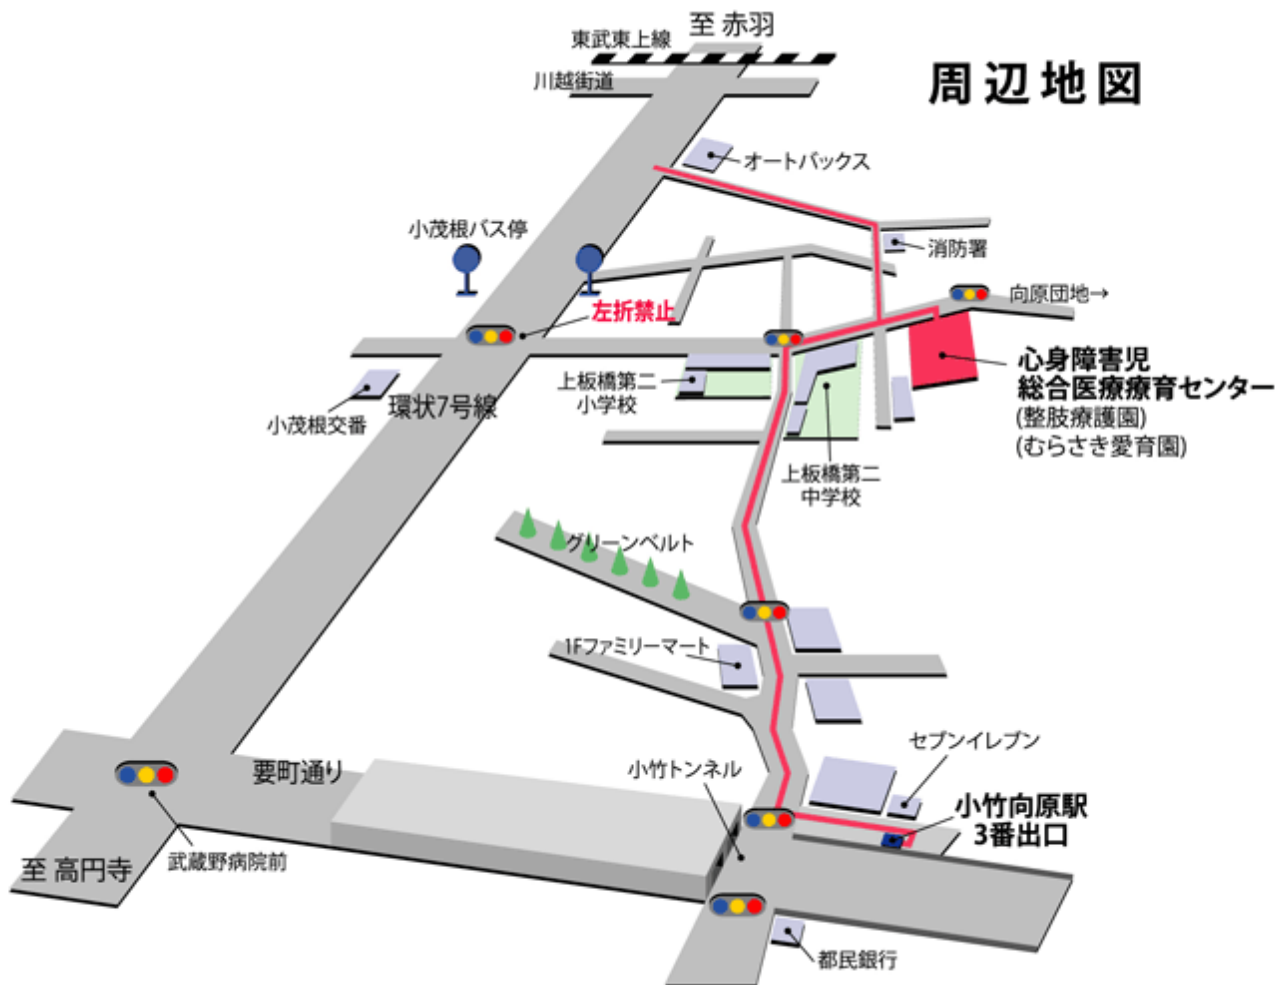 至 赤羽
東武東上線
川越街道
周辺地図
オートバックス
小茂根バス停
消防署
向原団地→
左折禁止
心身障害児
総合医療療育センター
(整肢療護園)
(むらさき愛育園)
上板橋第二
小学校
環状7号線
小茂根交番
上板橋第二
中学校
グリーンベルト
1Fファミリーマート
セブンイレブン
小竹トンネル
要町通り
小竹向原駅
3番出口
至 高円寺
武蔵野病院前
都民銀行